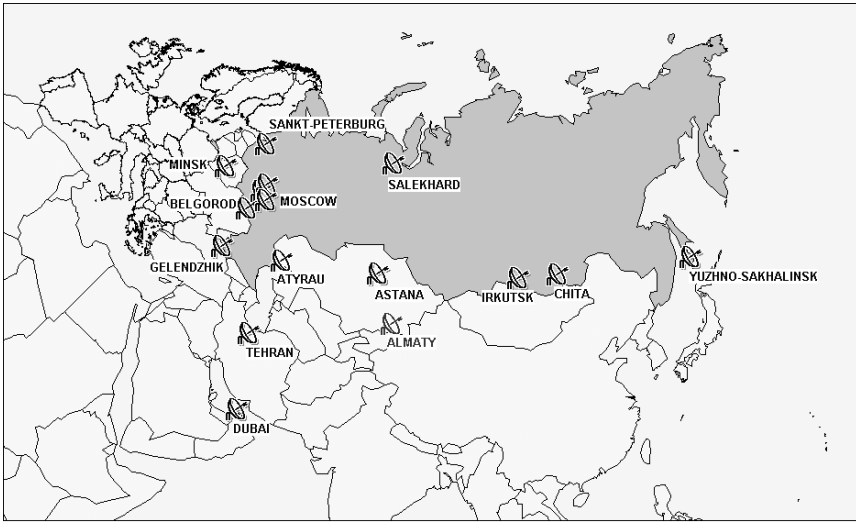 SANKT-PETERBURG
MINSK
SALEKHARD
BELGOROD
MOSCOW
GELENDZHIK
ATYRAU
ASTANA
IRKUTSK
CHITA
YUZHNO-SAKHALINSK
ALMATY
TEHRAN
DUBAI